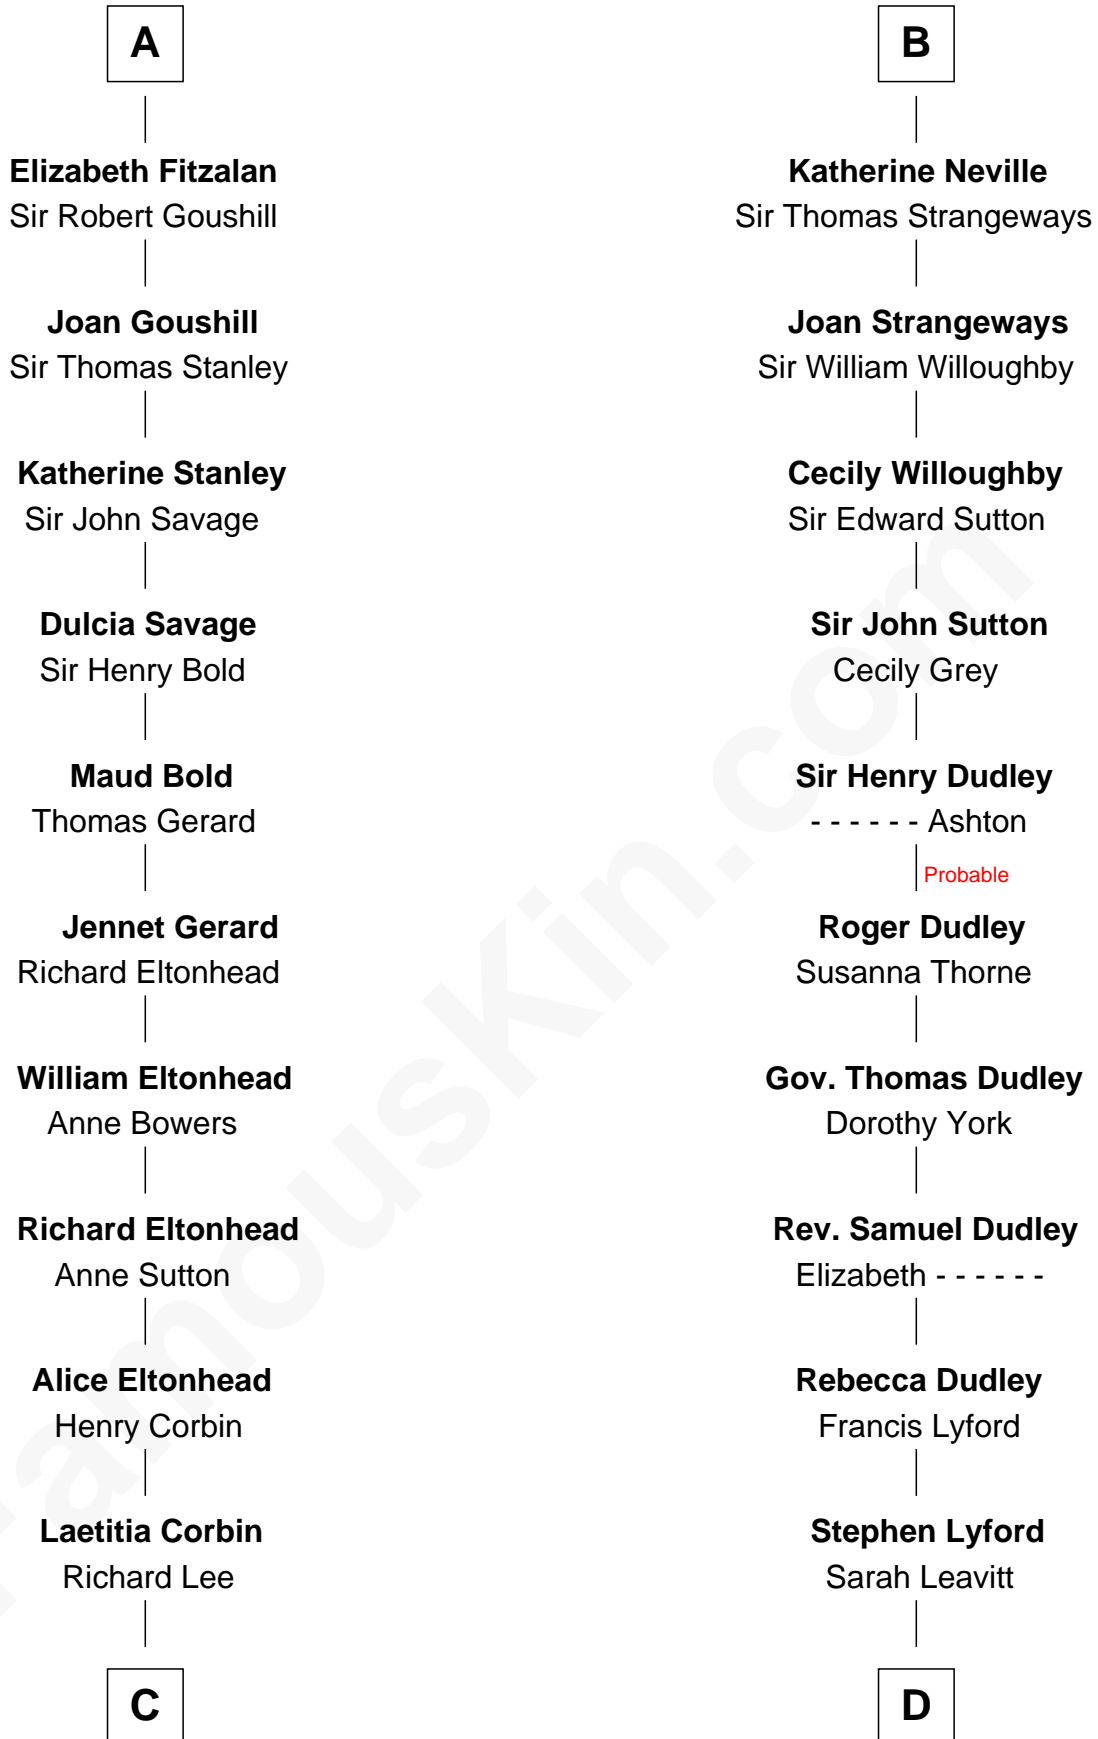 A
Elizabeth Fitzalan
Sir Robert Goushill
Joan Goushill
Sir Thomas Stanley
Katherine Stanley
Sir John Savage
Dulcia Savage
Sir Henry Bold
Maud Bold
Thomas Gerard
Jennet Gerard
Richard Eltonhead
William Eltonhead
Anne Bowers
Richard Eltonhead
Anne Sutton
Alice Eltonhead
Henry Corbin
Laetitia Corbin
Richard Lee
C
B
Katherine Neville
Sir Thomas Strangeways
Joan Strangeways
Sir William Willoughby
Cecily Willoughby
Sir Edward Sutton
Sir John Sutton
Cecily Grey
Sir Henry Dudley
- - - - - - Ashton
Probable
Roger Dudley
Susanna Thorne
Gov. Thomas Dudley
Dorothy York
Rev. Samuel Dudley
Elizabeth - - - - - -
Rebecca Dudley
Francis Lyford
Stephen Lyford
Sarah Leavitt
D
FamousKin.com